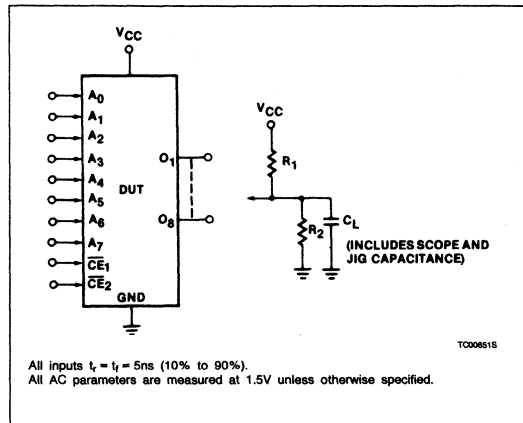 VCC
A0
A1
A2
A3
A4
A5
A6
A7
CE1
CE2
DUT
O1
O8
GND
VCC
R1
R2
CL
(INCLUDES SCOPE AND
JIG CAPACITANCE)
TC00651S
All inputs tr = tf = 5ns (10% to 90%).
All AC parameters are measured at 1.5V unless otherwise specified.